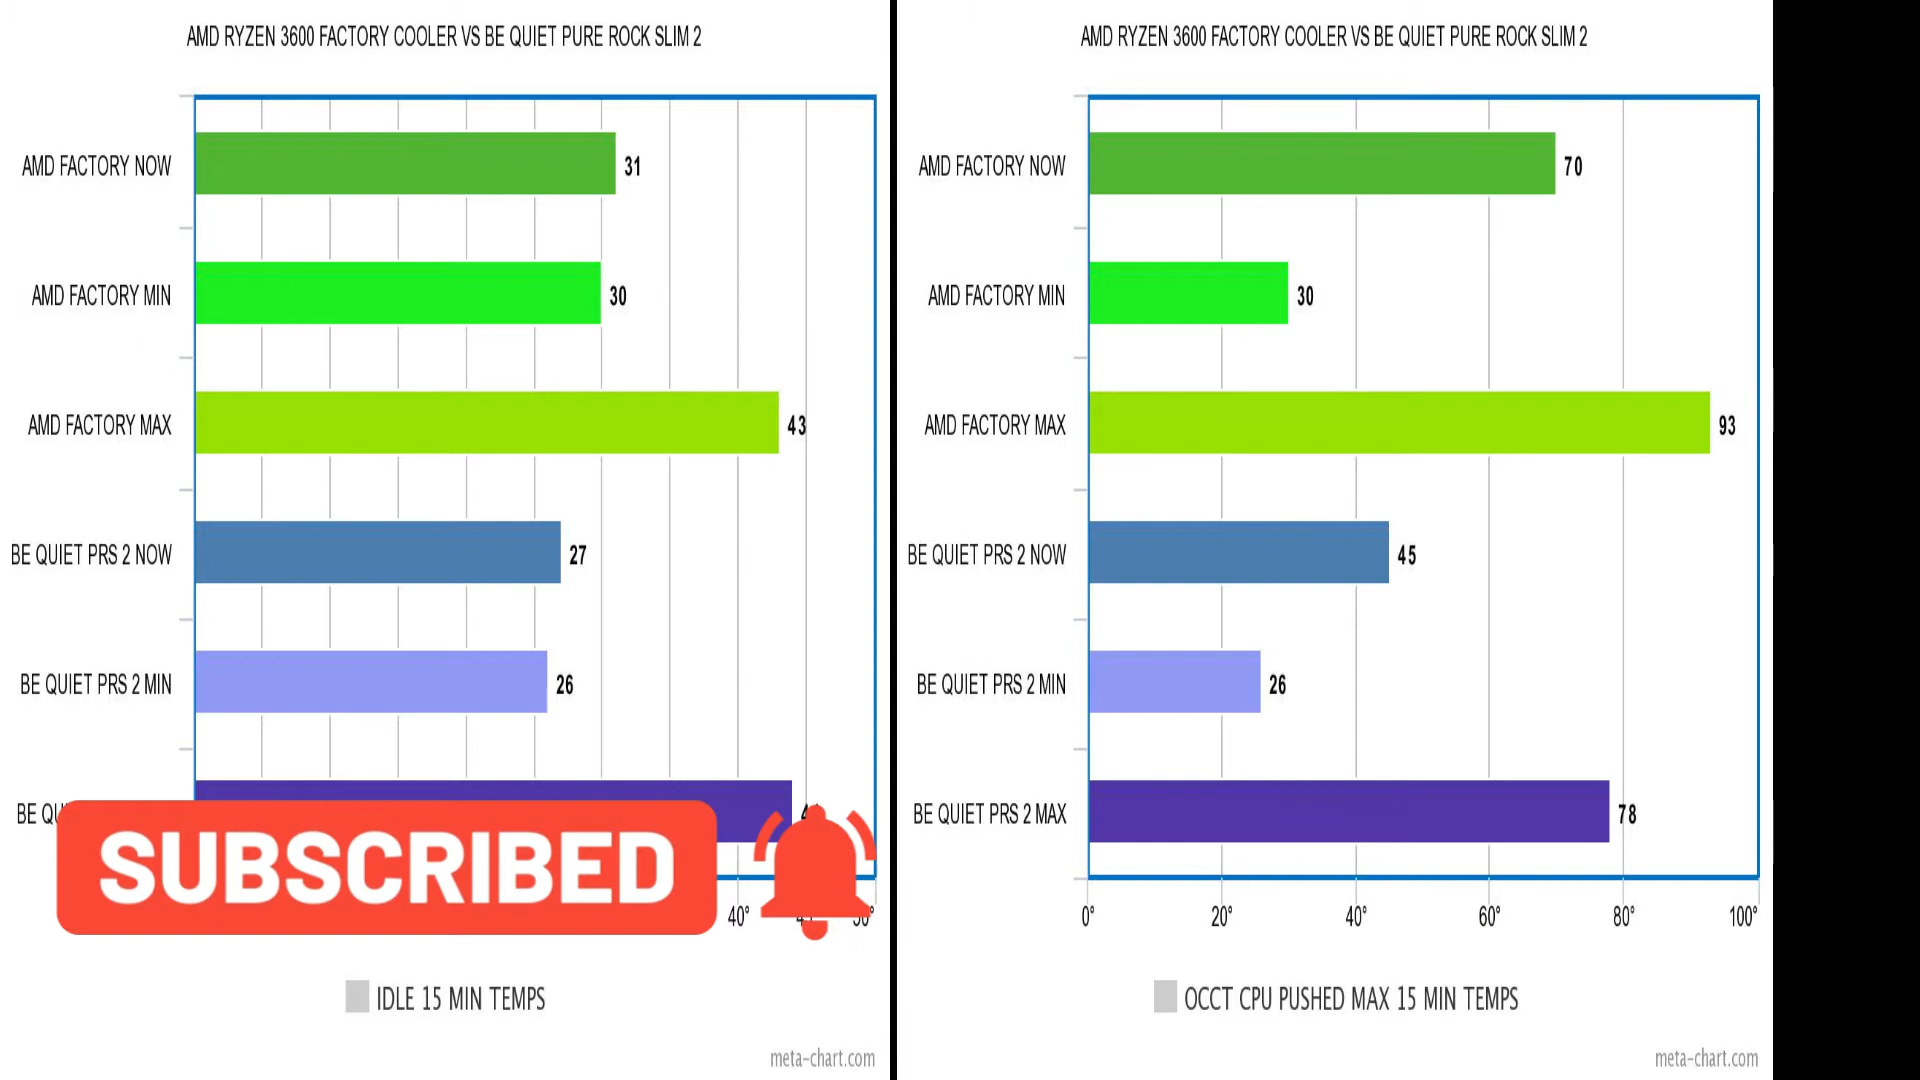 AMD RYZEN 3600 FACTORY COOLER VS BE QUIET PURE ROCK SLIM 2
AMD FACTORY NOW 31
AMD FACTORY MIN 30
AMD FACTORY MAX 43
BE QUIET PRS 2 NOW 27
BE QUIET PRS 2 MIN 26
BE
SUBSCRIBED
40°
IDLE 15 MIN TEMPS
meta-chart.com
AMD RYZEN 3600 FACTORY COOLER VS BE QUIET PURE ROCK SLIM 2
AMD FACTORY NOW 70
AMD FACTORY MIN 30
AMD FACTORY MAX 93
BE QUIET PRS 2 NOW 45
BE QUIET PRS 2 MIN 26
BE QUIET PRS 2 MAX 78
0° 20° 40° 60° 80° 100°
OCCT CPU PUSHED MAX 15 MIN TEMPS
meta-chart.com